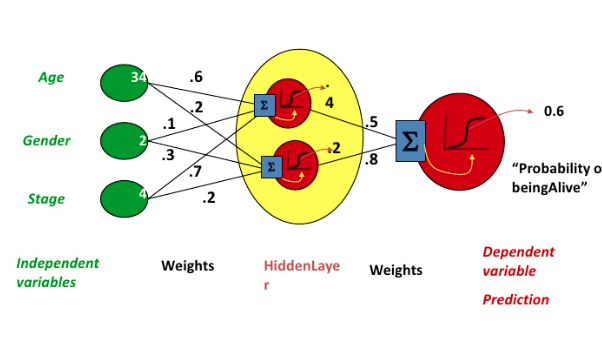 Age
34
.6
.2
.1
Gender
2
.3
.7
Stage
4
.2
Σ
.
4
Σ
.2
.5
.8
Σ
0.6
“Probability o
beingAlive”
Independent
variables
Weights
HiddenLaye
r
Weights
Dependent
variable
Prediction